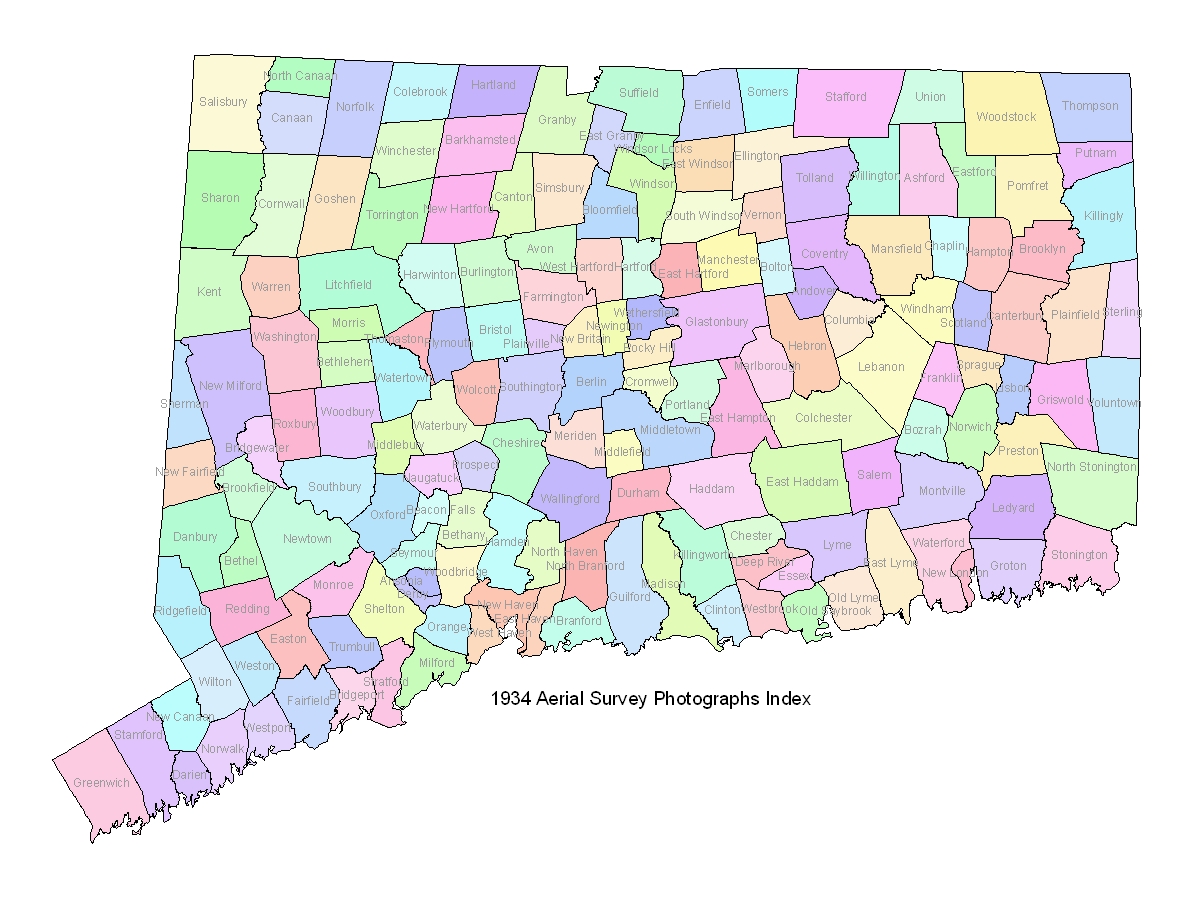 North Canaan
Salisbury
Canaan
Norfolk
Colebrook
Hartland
Granby
Suffield
Enfield
Somers
Stafford
Union
Woodstock
Thompson
East Granby
Windsor Locks
East Windsor
Ellington
Winchester
Barkhamsted
Putnam
Sharon
Cornwall
Goshen
Torrington
New Hartford
Canton
Simsbury
Bloomfield
Windsor
South Windsor
Vernon
Tolland
Willington
Ashford
Eastford
Pomfret
Killingly
Kent
Warren
Litchfield
Harwinton
Burlington
Avon
West Hartford
Hartford
East Hartford
Manchester
Bolton
Coventry
Mansfield
Chaplin
Hampton
Brooklyn
Farmington
Andover
Washington
Morris
Thomaston
Plymouth
Bristol
Plainville
New Britain
Newington
Wethersfield
Rocky Hill
Glastonbury
Hebron
Columbia
Windham
Scotland
Canterbury
Plainfield
Sterling
Sherman
New Milford
Bethlehem
Watertown
Wolcott
Southington
Berlin
Cromwell
Marlborough
Lebanon
Franklin
Sprague
Lisbon
Griswold
Voluntown
Roxbury
Woodbury
Waterbury
Cheshire
Meriden
Middletown
Portland
East Hampton
Colchester
Bozrah
Norwich
Preston
North Stonington
Bridgewater
Middlebury
Middlefield
New Fairfield
Brookfield
Southbury
Naugatuck
Prospect
Wallingford
Durham
Haddam
East Haddam
Salem
Montville
Ledyard
Danbury
Bethel
Newtown
Oxford
Beacon Falls
Bethany
Hamden
North Haven
North Branford
Killingworth
Chester
Lyme
East Lyme
Waterford
New London
Groton
Stonington
Seymour
Woodbridge
Ansonia
Derby
Madison
Guilford
Deep River
Essex
Ridgefield
Redding
Monroe
Shelton
New Haven
East Haven
West Haven
Branford
Clinton
Westbrook
Old Saybrook
Old Lyme
Easton
Trumbull
Orange
Milford
Wilton
Weston
Fairfield
Bridgeport
Stratford
1934 Aerial Survey Photographs Index
New Canaan
Stamford
Norwalk
Westport
Darien
Greenwich